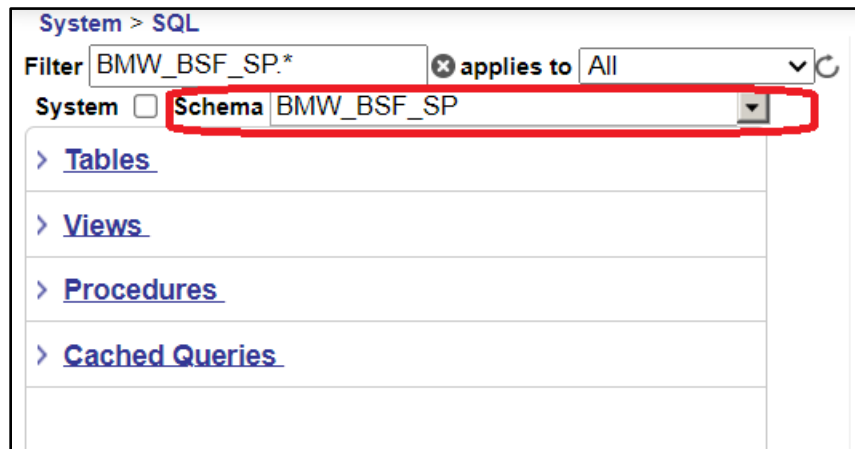 System > SQL
Filter BMW_BSF_SP.* applies to All
System Schema BMW_BSF_SP
Tables
Views
Procedures
Cached Queries